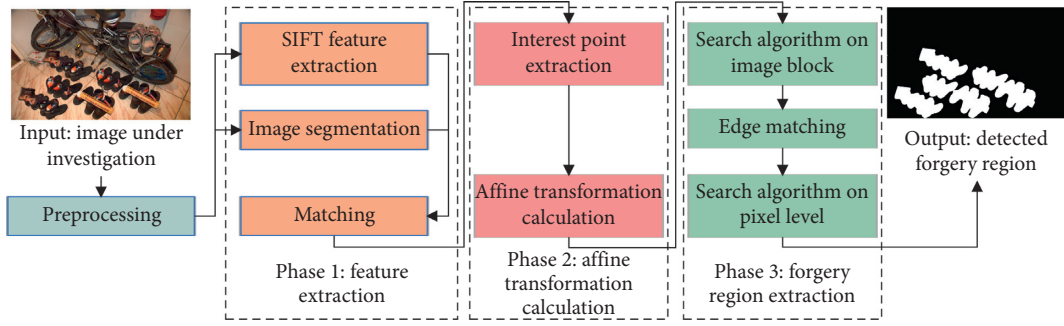 Input: image under
investigation
Preprocessing
SIFT feature
extraction
Image segmentation
Matching
Phase 1: feature
extraction
Interest point
extraction
Affine transformation
calculation
Phase 2: affine
transformation
calculation
Search algorithm on
image block
Edge matching
Search algorithm on
pixel level
Phase 3: forgery
region extraction
Output: detected
forgery region